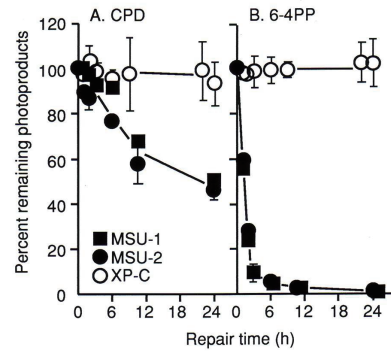 A. CPD
B. 6-4PP
Percent remaining photoproducts
120
100
80
60
40
20
0
MSU-1
MSU-2
XP-C
0 6 12 18 24
0 6 12 18 24
Repair time (h)